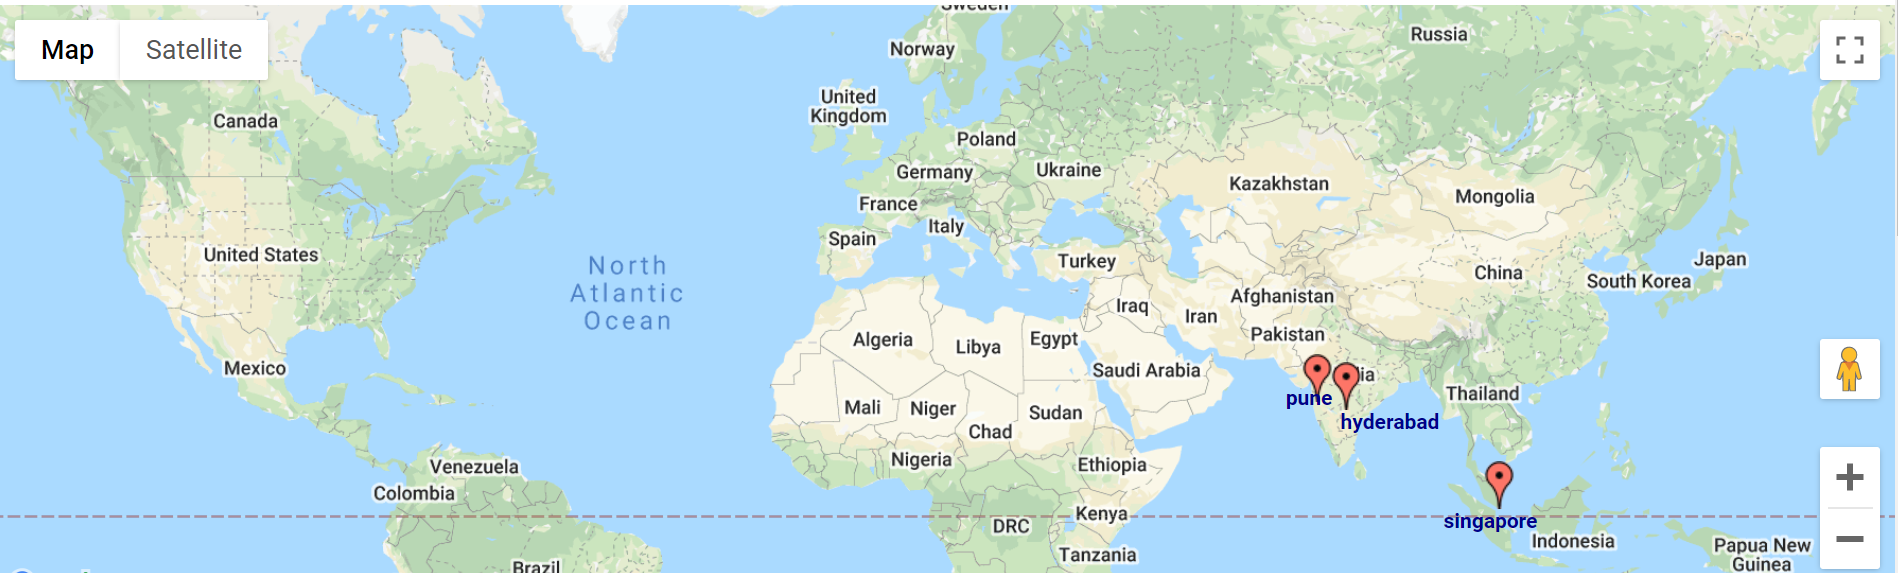 Sweden
Map
Satellite
Norway
Russia
United
Kingdom
Canada
Poland
Germany
Ukraine
Kazakhstan
Mongolia
France
Italy
Spain
United States
Turkey
China
Japan
South Korea
North
Atlantic
Ocean
Afghanistan
Iraq
Iran
Pakistan
Algeria
Libya
Egypt
Mexico
Saudi Arabia
dia
Thailand
pune
Mali
Niger
Sudan
hyderabad
Chad
Nigeria
Ethiopia
Venezuela
Colombia
Kenya
singapore
DRC
Indonesia
Tanzania
Papua New
Guinea
Brazil